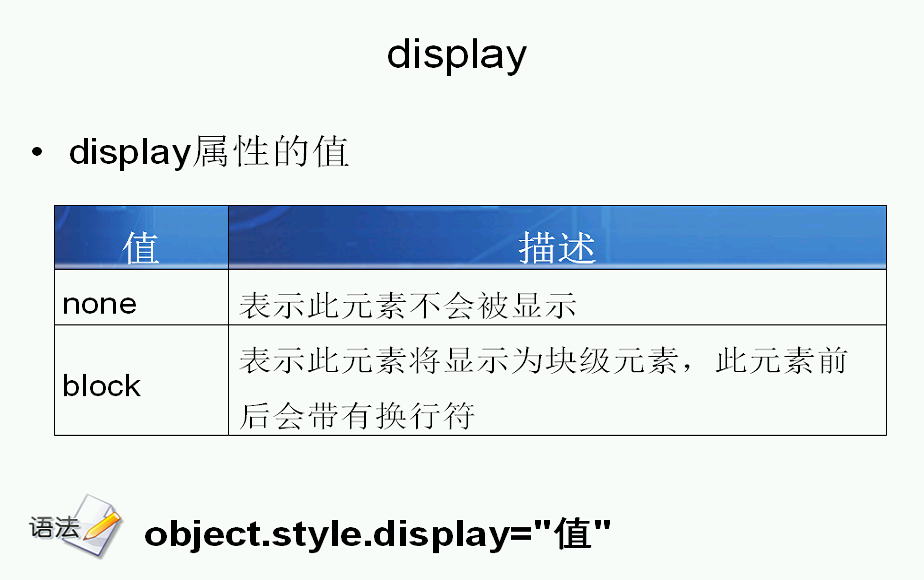 display
• display属性的值
值 描述
none 表示此元素不会被显示
block 表示此元素将显示为块级元素，此元素前
后会带有换行符
语法 object.style.display="值"